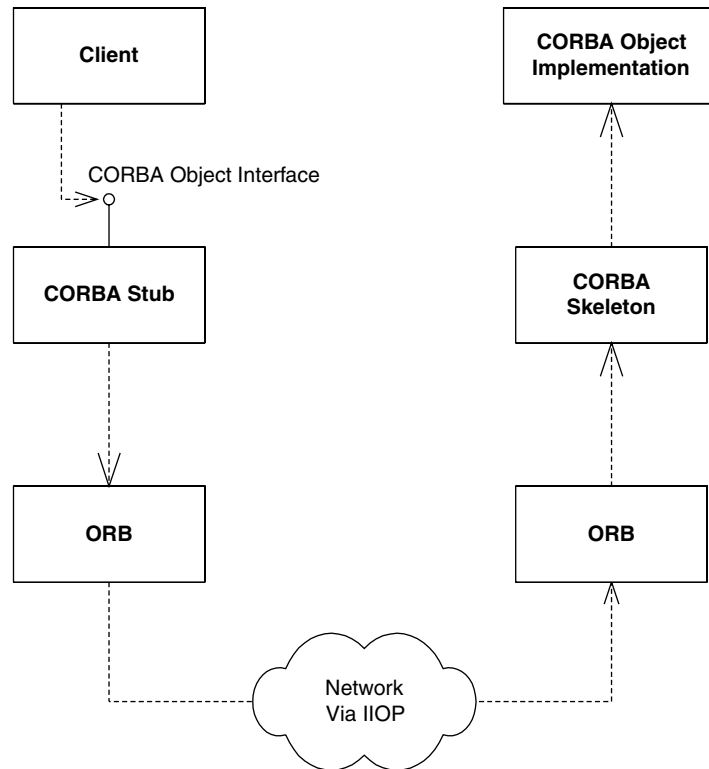 Client
CORBA Object
Implementation
CORBA Object Interface
CORBA Stub
CORBA
Skeleton
ORB
ORB
Network
Via IIOP